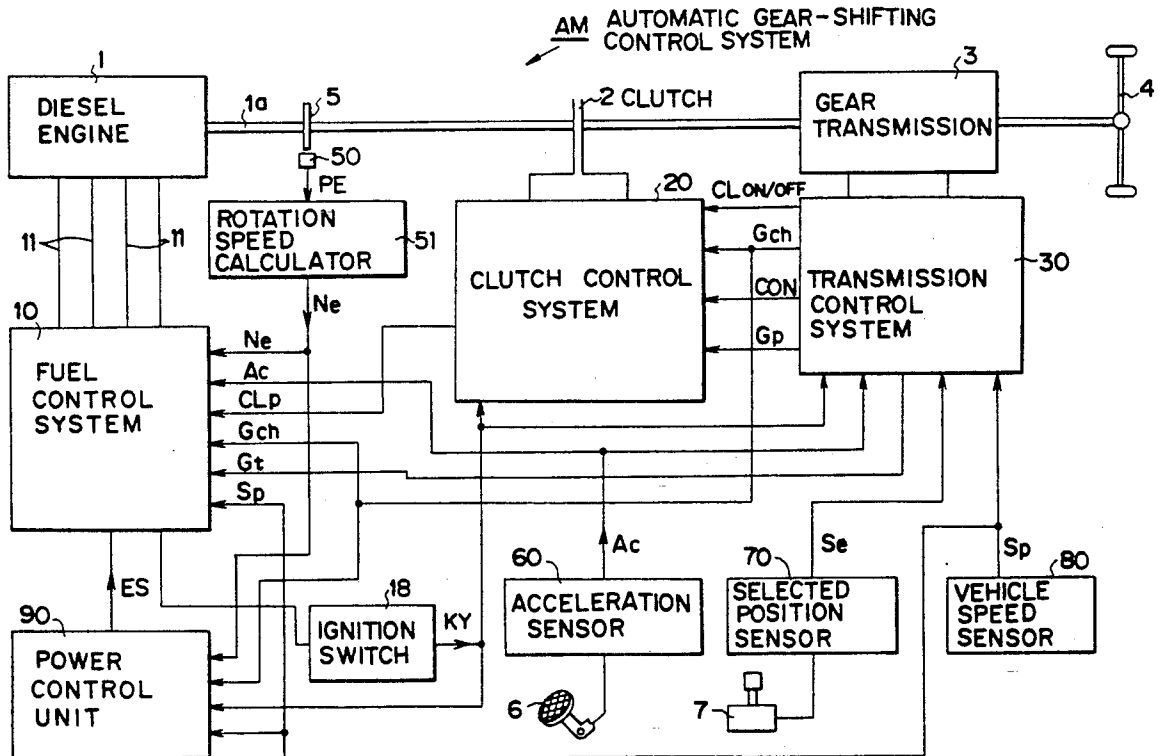 AM AUTOMATIC GEAR-SHIFTING
CONTROL SYSTEM
1
DIESEL
ENGINE
1a
5
50
PE
2 CLUTCH
3
GEAR
TRANSMISSION
4
ROTATION
SPEED
CALCULATOR
51
20
CLUTCH CONTROL
SYSTEM
CLON/OFF
Gch
CON
Gp
TRANSMISSION
CONTROL
SYSTEM
30
11
11
Ne
10
FUEL
CONTROL
SYSTEM
Ne
Ac
CLp
Gch
Gt
Sp
ES
90
POWER
CONTROL
UNIT
18
IGNITION
SWITCH
KY
60
Ac
ACCELERATION
SENSOR
6
70
Se
SELECTED
POSITION
SENSOR
7
Sp
80
VEHICLE
SPEED
SENSOR